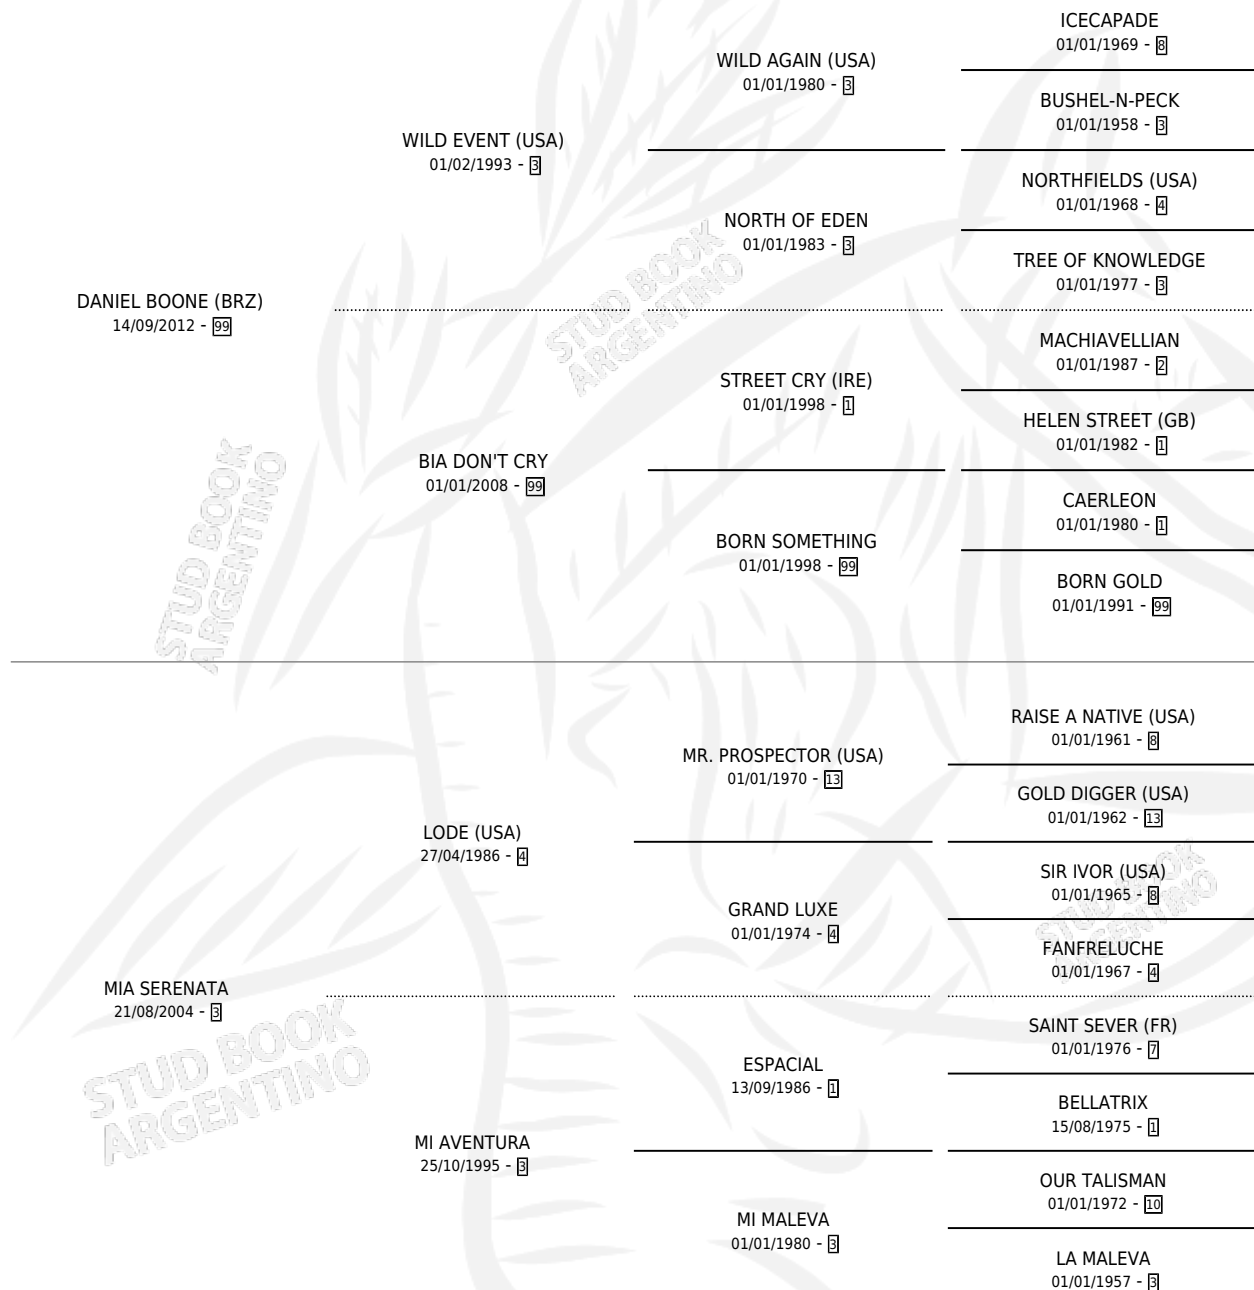 ICECAPADE
01/01/1969 - 8
WILD AGAIN (USA)
01/01/1980 - 3
BUSHEL-N-PECK
01/01/1958 - 3
WILD EVENT (USA)
01/02/1993 - 3
NORTHFIELDS (USA)
01/01/1968 - 4
NORTH OF EDEN
01/01/1983 - 3
TREE OF KNOWLEDGE
01/01/1977 - 3
DANIEL BOONE (BRZ)
14/09/2012 - 99
STUD BOOK
ARGENTINO
MACHIAVELLIAN
01/01/1987 - 2
STREET CRY (IRE)
01/01/1998 - 1
HELEN STREET (GB)
01/01/1982 - 1
BIA DON'T CRY
01/01/2008 - 99
CAERLEON
01/01/1980 - 1
BORN SOMETHING
01/01/1998 - 99
BORN GOLD
01/01/1991 - 99
STUD BOOK
ARGENTINO
RAISE A NATIVE (USA)
01/01/1961 - 8
MR. PROSPECTOR (USA)
01/01/1970 - 13
GOLD DIGGER (USA)
01/01/1962 - 13
LODE (USA)
27/04/1986 - 4
SIR IVOR (USA)
01/01/1965 - 8
GRAND LUXE
01/01/1974 - 4
STUD BOOK
ARGENTINO
FANFRELUCHE
01/01/1967 - 4
MIA SERENATA
21/08/2004 - 3
SAINT SEVER (FR)
01/01/1976 - 7
ESPACIAL
13/09/1986 - 1
STUD BOOK
ARGENTINO
BELLATRIX
15/08/1975 - 1
MI AVENTURA
25/10/1995 - 3
OUR TALISMAN
01/01/1972 - 10
MI MALEVA
01/01/1980 - 3
LA MALEVA
01/01/1957 - 3